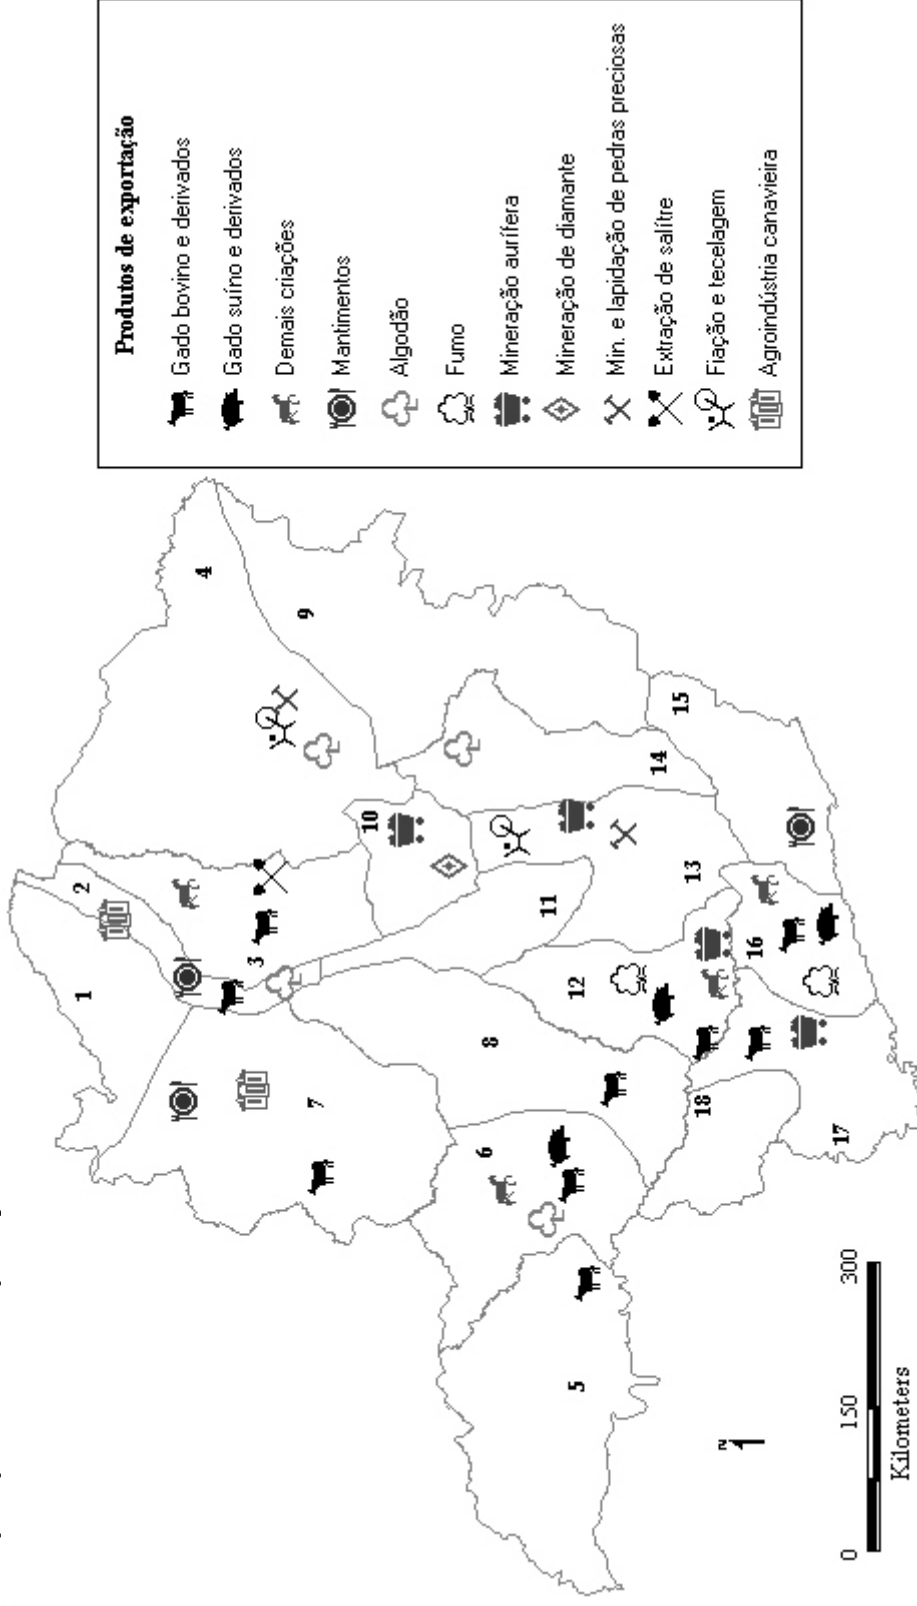 Produtos de exportação
Gado bovino e derivados
Gado suíno e derivados
Demais criações
Mantimentos
Algodão
Fumo
Mineração aurífera
Mineração de diamante
Min. e lapidação de pedras preciosas
Extração de salitre
Fiação e tecelagem
Agroindústria canavieira
1
2
3
4
5
6
7
8
9
10
11
12
13
14
15
16
17
18
N
0 150 300
Kilometers